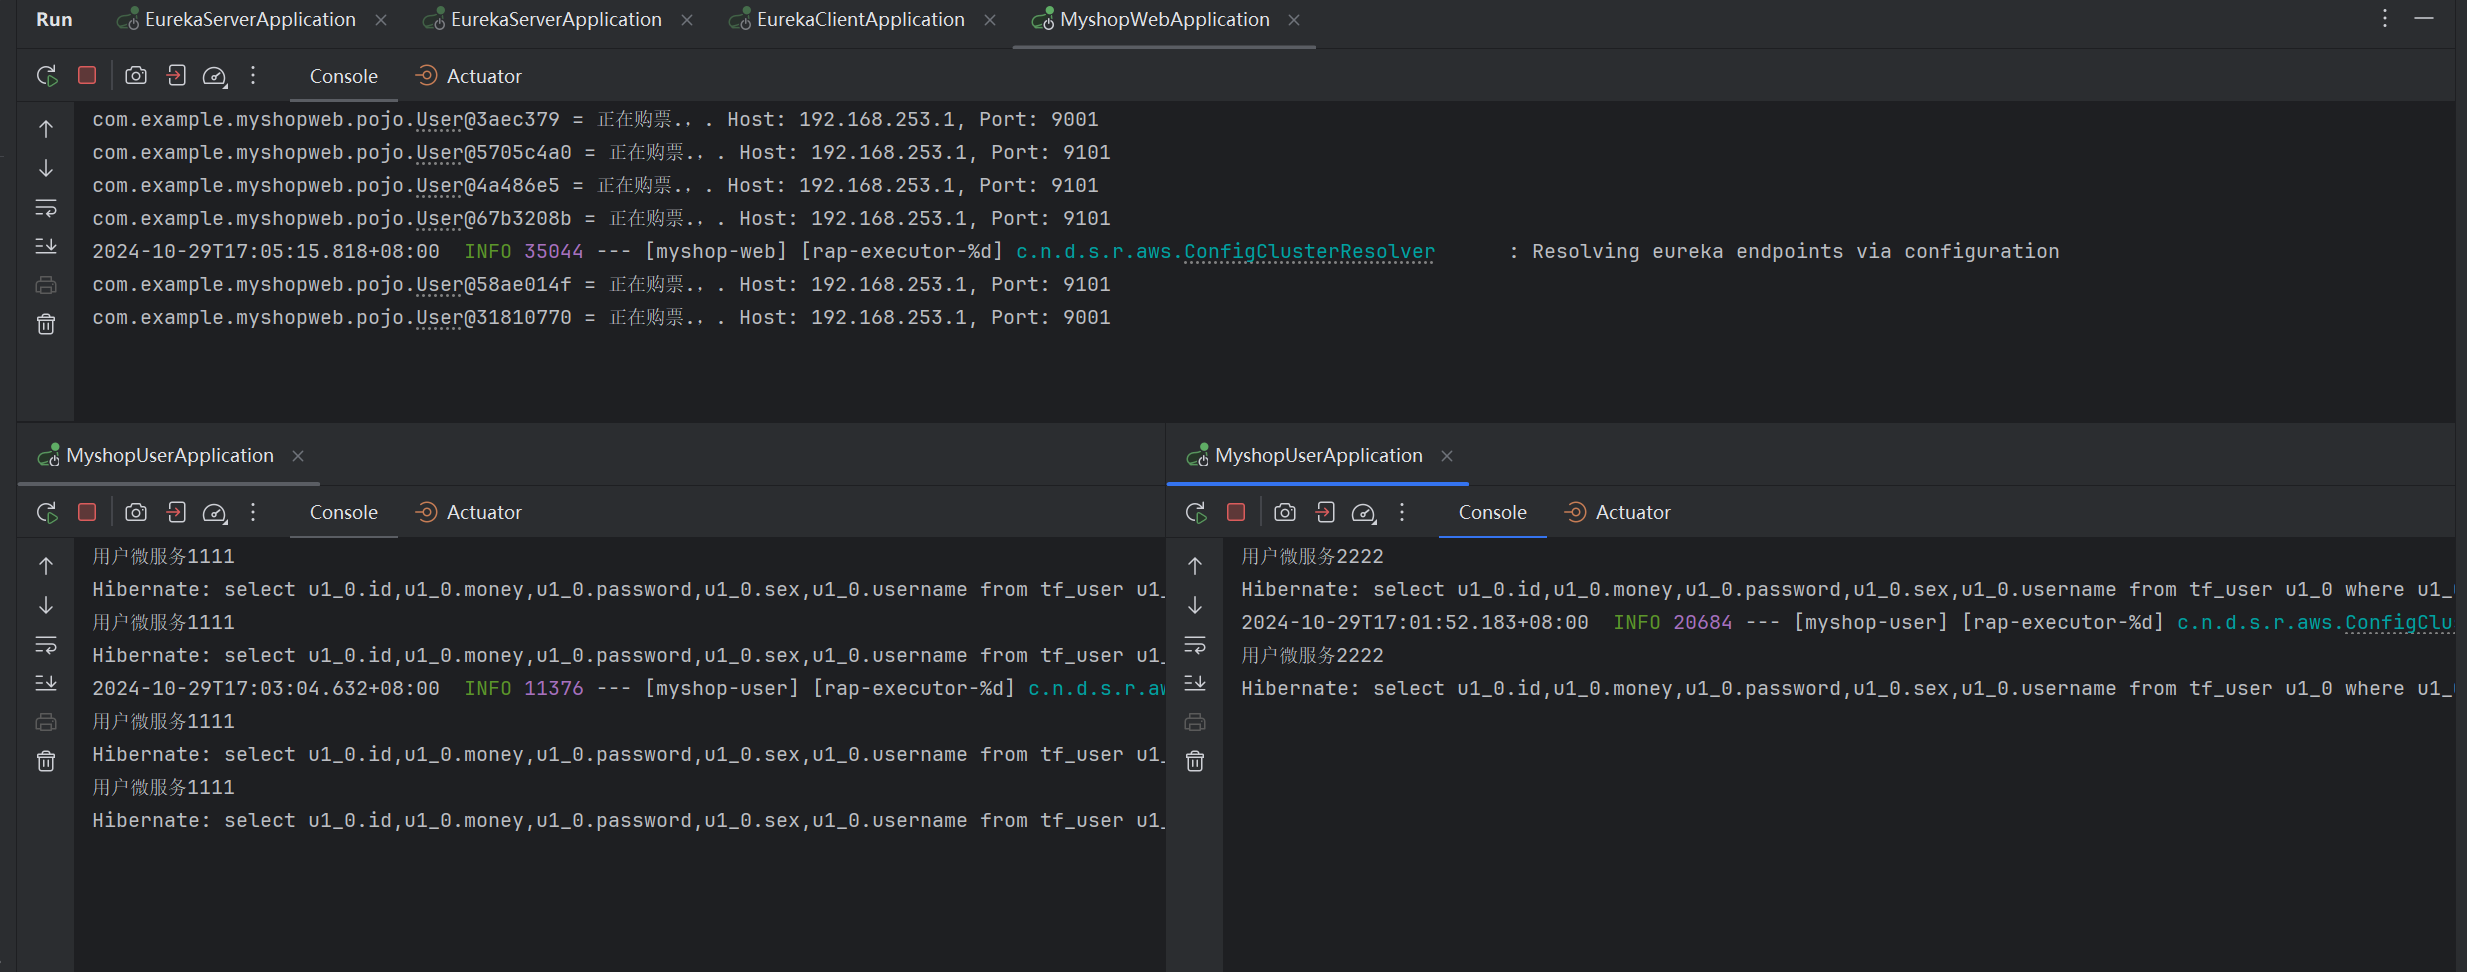 Run EurekaServerApplication EurekaServerApplication EurekaClientApplication MyshopWebApplication
Console Actuator
com.example.myshopweb.pojo.User@3aec379 = 正在购票.，. Host: 192.168.253.1, Port: 9001
com.example.myshopweb.pojo.User@5705c4a0 = 正在购票.，. Host: 192.168.253.1, Port: 9101
com.example.myshopweb.pojo.User@4a486e5 = 正在购票.，. Host: 192.168.253.1, Port: 9101
com.example.myshopweb.pojo.User@67b3208b = 正在购票.，. Host: 192.168.253.1, Port: 9101
2024-10-29T17:05:15.818+08:00  INFO 35044 --- [myshop-web] [rap-executor-%d] c.n.d.s.r.aws.ConfigClusterResolver      : Resolving eureka endpoints via configuration
com.example.myshopweb.pojo.User@58ae014f = 正在购票.，. Host: 192.168.253.1, Port: 9101
com.example.myshopweb.pojo.User@31810770 = 正在购票.，. Host: 192.168.253.1, Port: 9001
MyshopUserApplication
Console Actuator
用户微服务1111
Hibernate: select u1_0.id,u1_0.money,u1_0.password,u1_0.sex,u1_0.username from tf_user u1_
用户微服务1111
Hibernate: select u1_0.id,u1_0.money,u1_0.password,u1_0.sex,u1_0.username from tf_user u1_
2024-10-29T17:03:04.632+08:00  INFO 11376 --- [myshop-user] [rap-executor-%d] c.n.d.s.r.aw
用户微服务1111
Hibernate: select u1_0.id,u1_0.money,u1_0.password,u1_0.sex,u1_0.username from tf_user u1_
用户微服务1111
Hibernate: select u1_0.id,u1_0.money,u1_0.password,u1_0.sex,u1_0.username from tf_user u1_
MyshopUserApplication
Console Actuator
用户微服务2222
Hibernate: select u1_0.id,u1_0.money,u1_0.password,u1_0.sex,u1_0.username from tf_user u1_0 where u1_
2024-10-29T17:01:52.183+08:00  INFO 20684 --- [myshop-user] [rap-executor-%d] c.n.d.s.r.aws.ConfigClu
用户微服务2222
Hibernate: select u1_0.id,u1_0.money,u1_0.password,u1_0.sex,u1_0.username from tf_user u1_0 where u1_